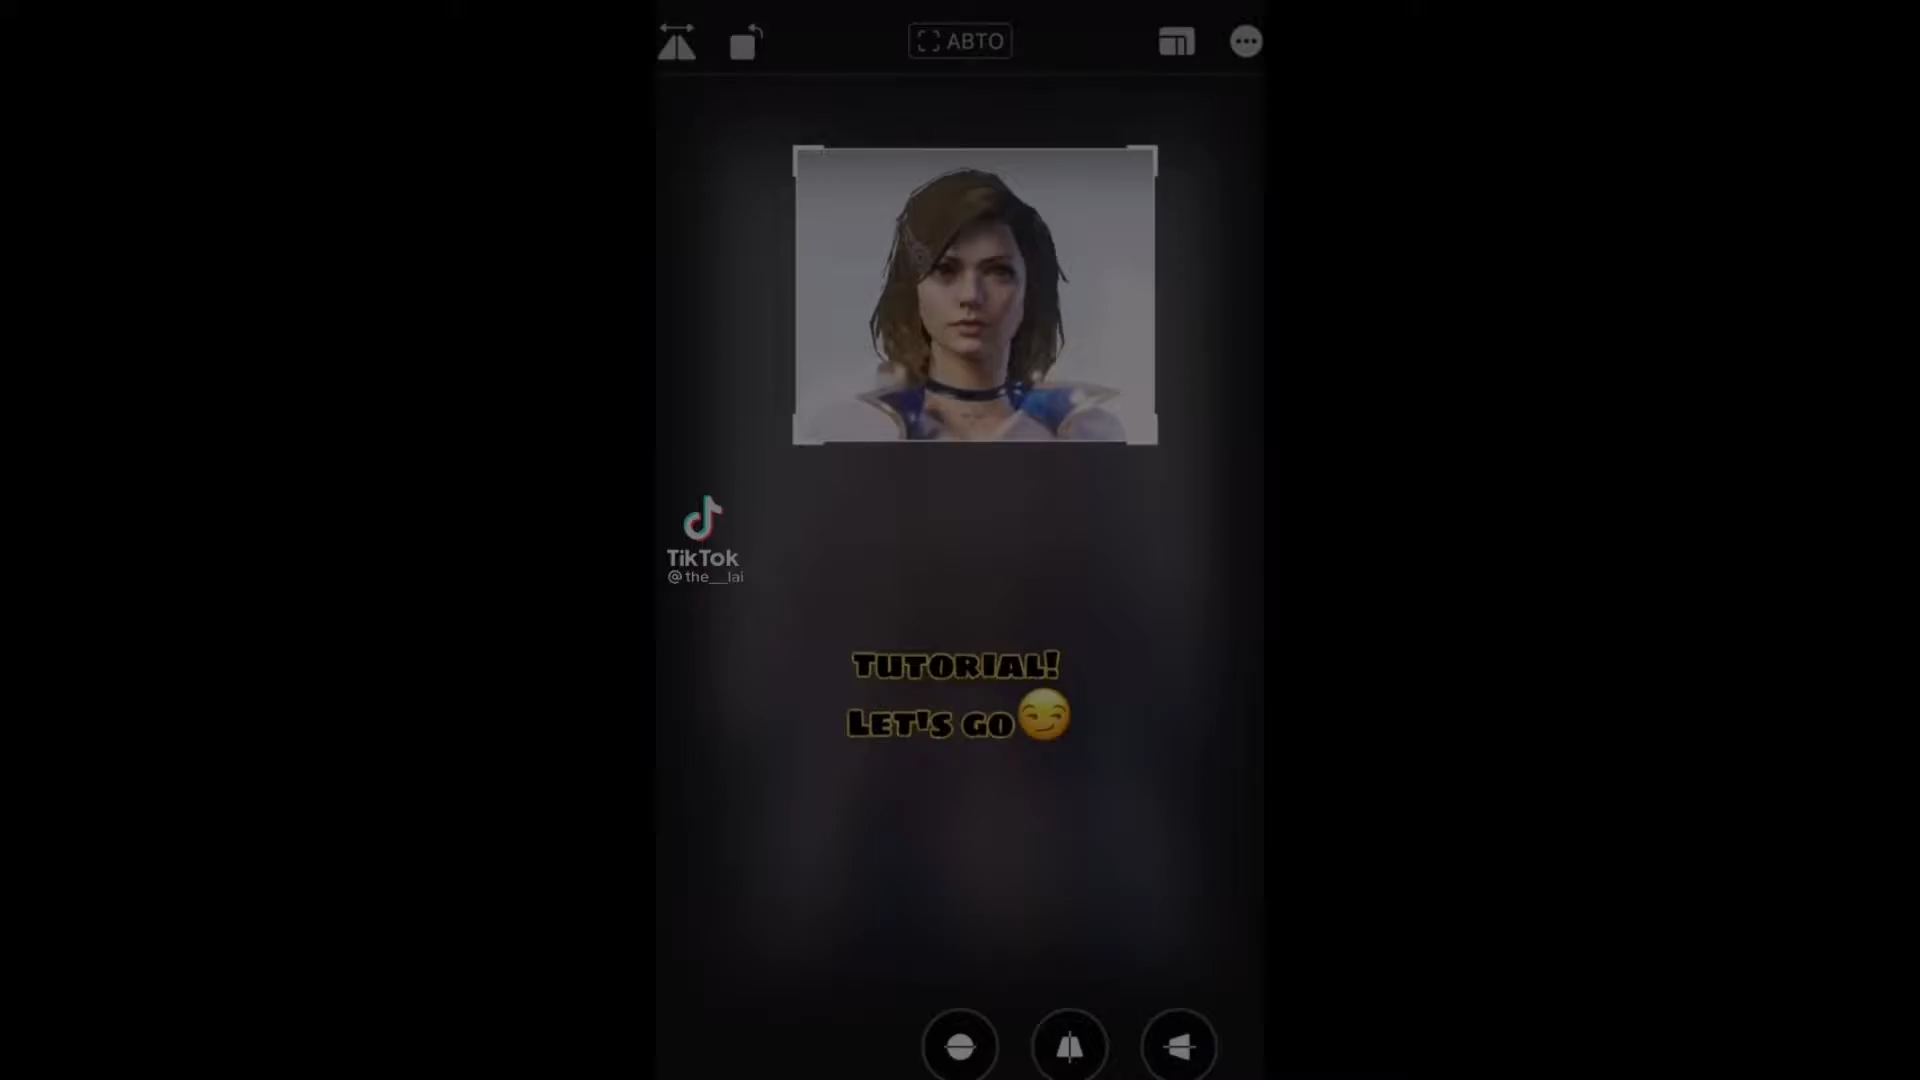 АВТО
TikTok
@the__lai
TUTORIAL!
LET'S GO😏